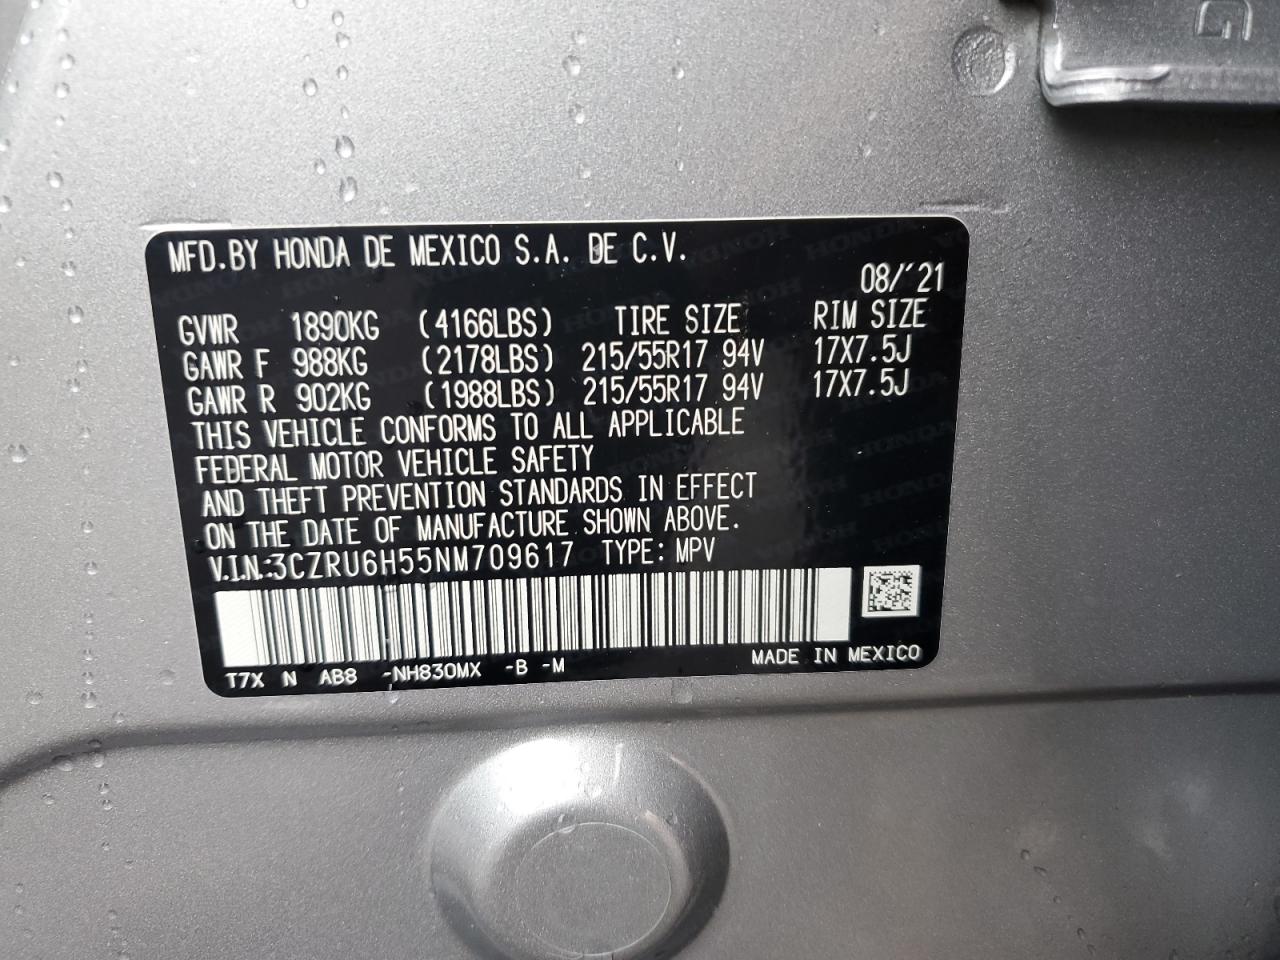 G
MFD.BY HONDA DE MEXICO S.A. DE C.V.
08/´21
GVWR 1890KG (4166LBS) TIRE SIZE RIM SIZE
GAWR F 988KG (2178LBS) 215/55R17 94V 17X7.5J
GAWR R 902KG (1988LBS) 215/55R17 94V 17X7.5J
THIS VEHICLE CONFORMS TO ALL APPLICABLE
FEDERAL MOTOR VEHICLE SAFETY
AND THEFT PREVENTION STANDARDS IN EFFECT
ON THE DATE OF MANUFACTURE SHOWN ABOVE.
V.I.N.:3CZRU6H55NM709617 TYPE: MPV
T7X N AB8 -NH830MX -B -M MADE IN MEXICO